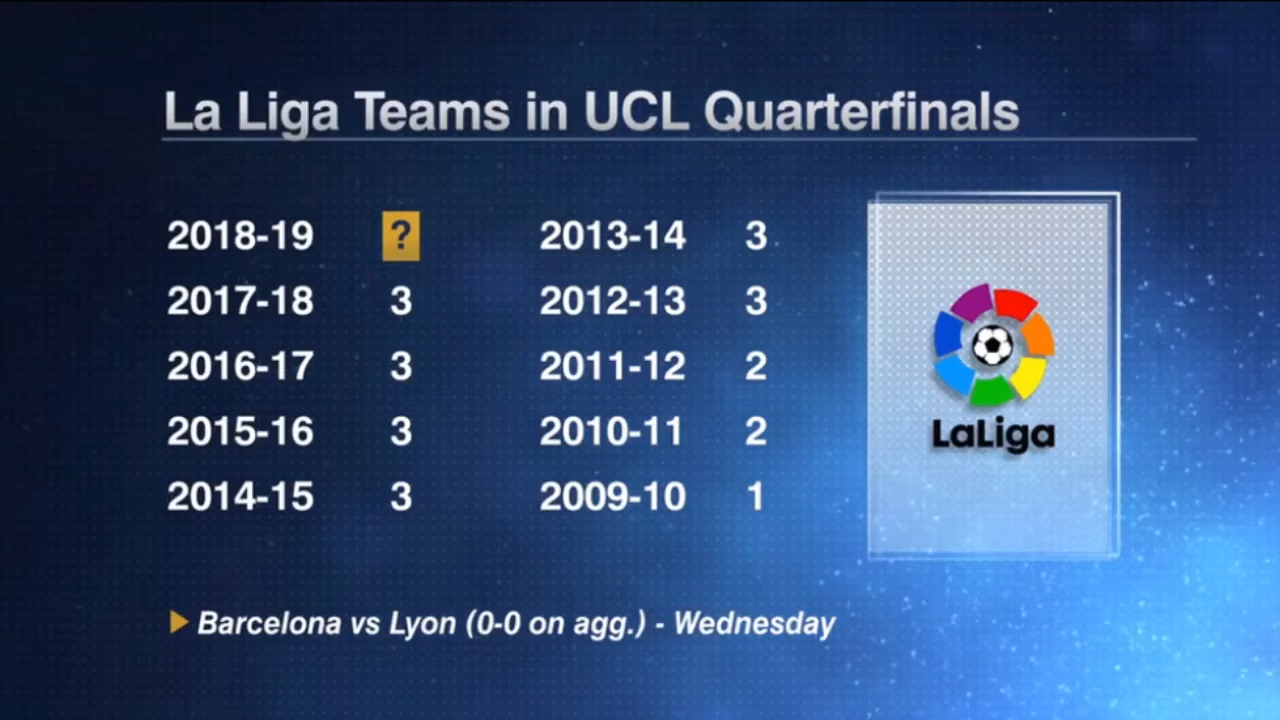 La Liga Teams in UCL Quarterfinals
2018-19 ? 2013-14 3
2017-18 3 2012-13 3
2016-17 3 2011-12 2
2015-16 3 2010-11 2
2014-15 3 2009-10 1
LaLiga
Barcelona vs Lyon (0-0 on agg.) - Wednesday